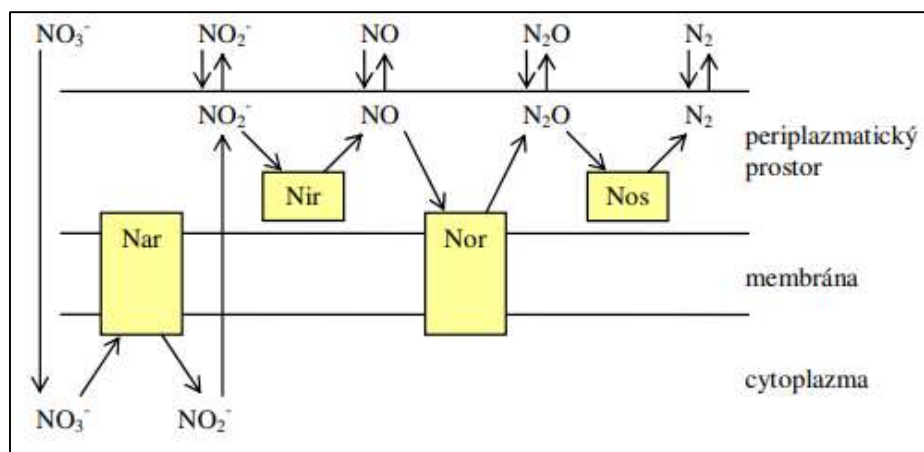 NO₃⁻ NO₂⁻ NO N₂O N₂
NO₂⁻ NO N₂O N₂
periplazmatický
prostor
Nir Nos
Nar Nor
membrána
cytoplazma
NO₃⁻ NO₂⁻